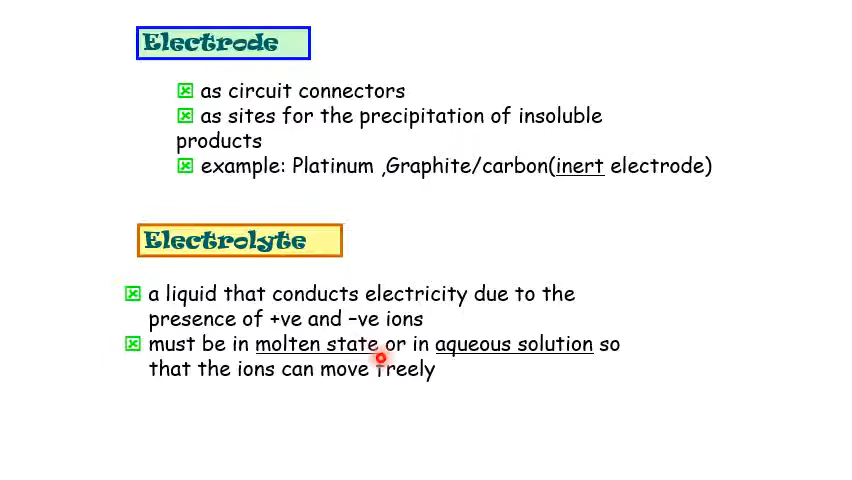 Electrode
as circuit connectors
as sites for the precipitation of insoluble
products
example: Platinum ,Graphite/carbon(inert electrode)
Electrolyte
a liquid that conducts electricity due to the
presence of +ve and –ve ions
must be in molten state or in aqueous solution so
that the ions can move freely